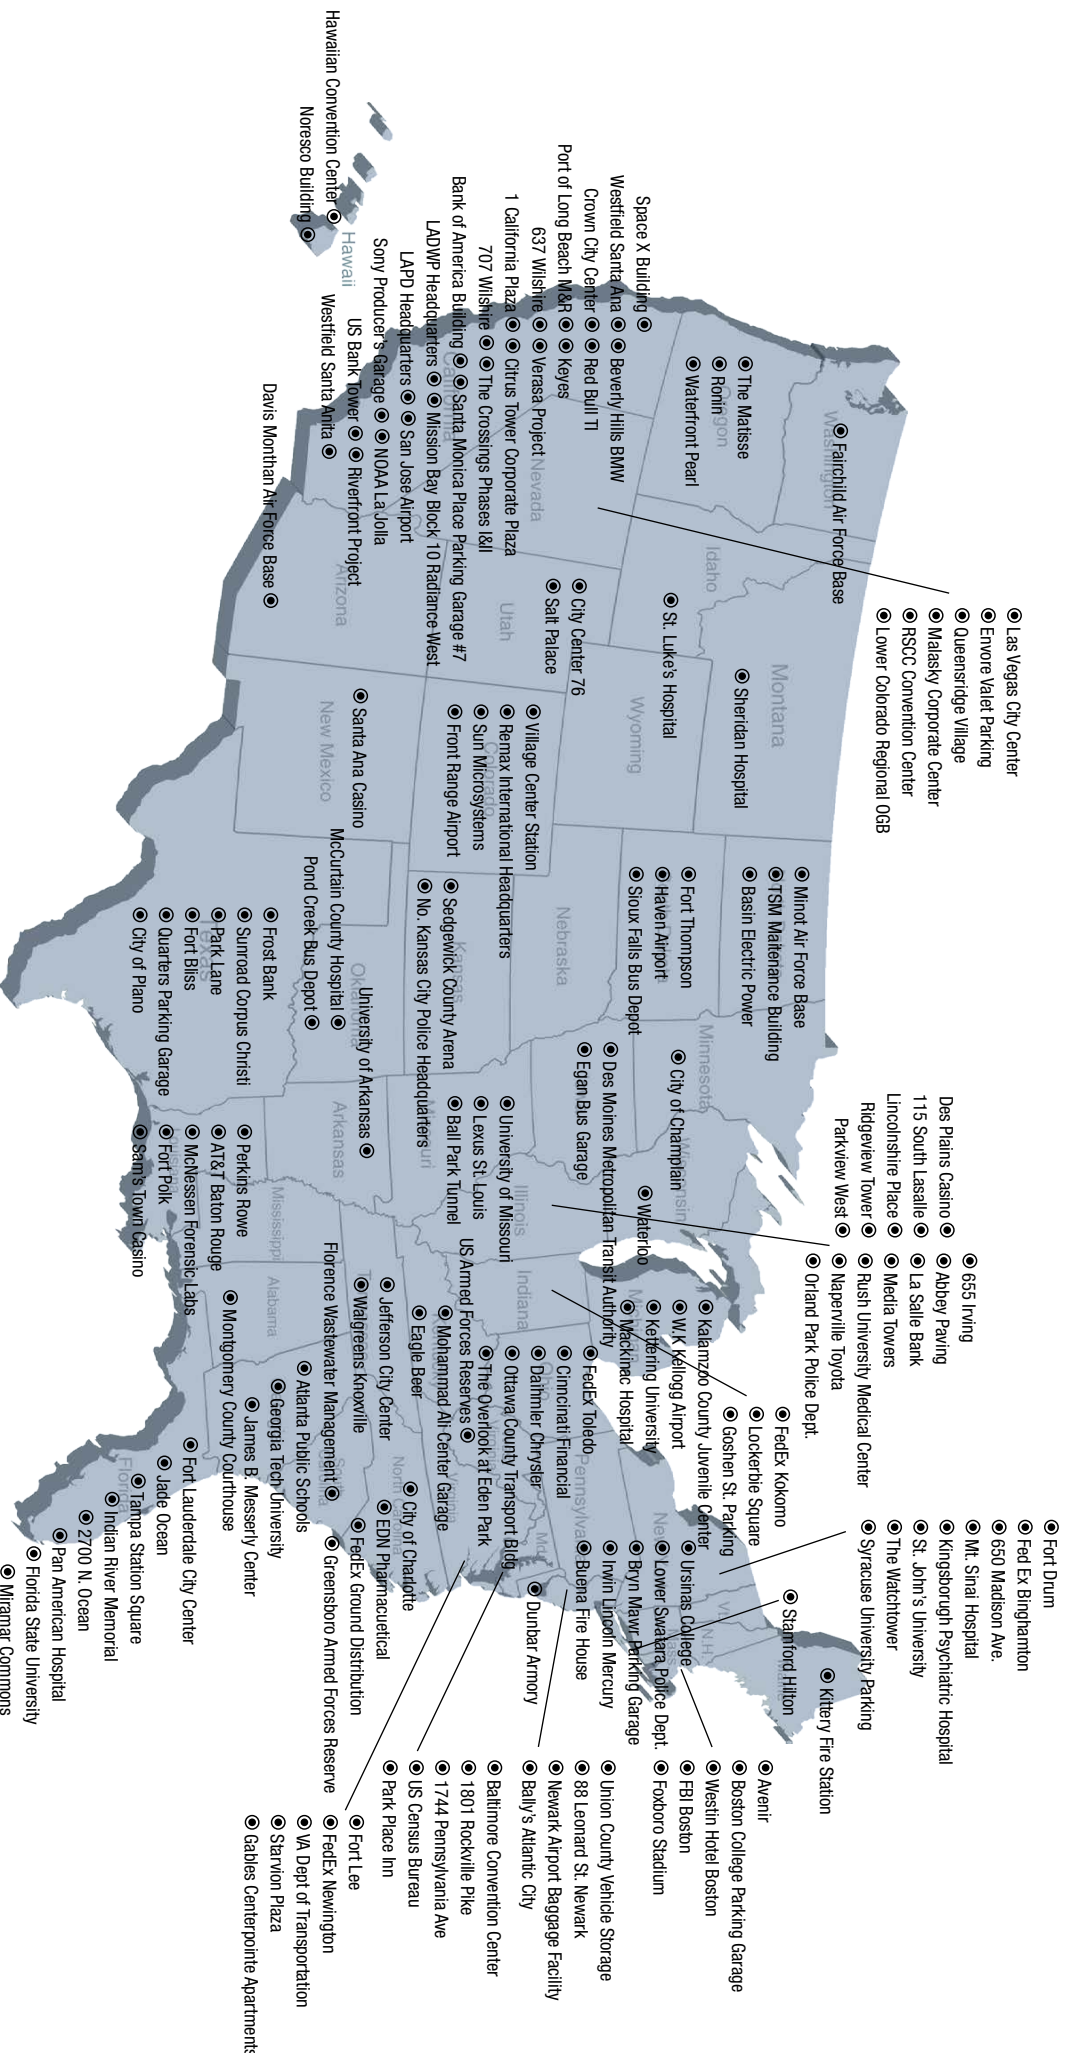 Hawaiian Convention Center
Noresco Building
Hawaii
Space X Building
Westfield Santa Ana
Crown City Center
Port of Long Beach M&R
637 Wilshire
1 California Plaza
707 Wilshire
Bank of America Building
LADWP Headquarters
LAPD Headquarters
Sony Producer's Garage
US Bank Tower
Westfield Santa Anita
Beverly Hills BMW
Red Bull TI
Keyes
Verasa Project
Citrus Tower Corporate Plaza
The Crossings Phases I&II
Santa Monica Place Parking Garage #7
Mission Bay Block 10 Radiance West
San Jose Airport
NOAA La Jolla
Riverfront Project
California
Davis Monthan Air Force Base
Arizona
Washington
Fairchild Air Force Base
Oregon
The Matisse
Ronin
Waterfront Pearl
Nevada
Las Vegas City Center
Envore Valet Parking
Queensridge Village
Malasky Corporate Center
RSCC Convention Center
Lower Colorado Regional OGB
Idaho
St. Luke's Hospital
Utah
City Center 76
Salt Palace
Montana
Sheridan Hospital
Wyoming
Colorado
Village Center Station
Remax International Headquarters
Sun Microsystems
Front Range Airport
New Mexico
Santa Ana Casino
Minot Air Force Base
TSM Maitenance Building
Basin Electric Power
Fort Thompson
Haven Airport
Sioux Falls Bus Depot
Nebraska
Kansas
Sedgewick County Arena
No. Kansas City Police Headquarters
Oklahoma
McCurtain County Hospital
Pond Creek Bus Depot
Texas
Frost Bank
Sunroad Corpus Christi
Park Lane
Fort Bliss
Quarters Parking Garage
City of Plano
Minnesota
City of Champlain
Des Moines Metropolitan Transit Authority
Egan Bus Garage
Wisconsin
Waterloo
Missouri
University of Missouri
Lexus St. Louis
Ball Park Tunnel
Arkansas
University of Arkansas
Louisiana
Perkins Rowe
AT&T Baton Rouge
McNessen Forensic Labs
Fort Polk
Sam's Town Casino
Mississippi
Illinois
Des Plains Casino
115 South Lasalle
Lincolnshire Place
Ridgeview Tower
Parkview West
655 Irving
Abbey Paving
La Salle Bank
Media Towers
Rush University Medical Center
Naperville Toyota
Orland Park Police Dept.
Michigan
Kalamzoo County Juvenile Center
W.K Kellogg Airport
Kettering University
Mackinac Hospital
Indiana
FedEx Kokomo
Lockerbie Square
Goshen St. Parking
Ohio
FedEx Toledo
Cinncinati Financial
Daimler Chrysler
Ottawa County Transport Bldg
The Overlook at Eden Park
US Armed Forces Reserves
Mohammad Ali Center Garage
Eagle Beer
Jefferson City Center
Walgreens Knoxville
Alabama
Montgomery County Courthouse
Atlanta Public Schools
Georgia Tech University
James B. Messerly Center
Florence Wastewater Management
South Carolina
North Carolina
City of Charlotte
EDN Pharmacuetical
FedEx Ground Distribution
Greensboro Armed Forces Reserve
Florida
Fort Lauderdale City Center
Jade Ocean
Tampa Station Square
Indian River Memorial
2700 N. Ocean
Pan American Hospital
Florida State University
Miramar Commons
Virginia
Fort Lee
FedEx Newington
VA Dept of Transportation
Starvion Plaza
Gables Centerpointe Apartments
Md.
Baltimore Convention Center
1801 Rockville Pike
1744 Pennsylvania Ave
US Census Bureau
Park Place Inn
Dunbar Armory
Pennsylvania
Ursinas College
Lower Swatara Police Dept.
Bryn Mawr Parking Garage
Irwin Lincoln Mercury
Buena Fire House
Union County Vehicle Storage
88 Leonard St. Newark
Newark Airport Baggage Facility
Bally's Atlantic City
Fort Drum
Fed Ex Binghamton
650 Madison Ave.
Mt. Sinai Hospital
Kingsborugh Psychiatric Hospital
St. John's University
The Watchtower
Syracuse University Parking
Vt.
N.H.
Mass
Maine
Stamford Hilton
Kittery Fire Station
Avenir
Boston College Parking Garage
Westin Hotel Boston
FBI Boston
Foxboro Stadium